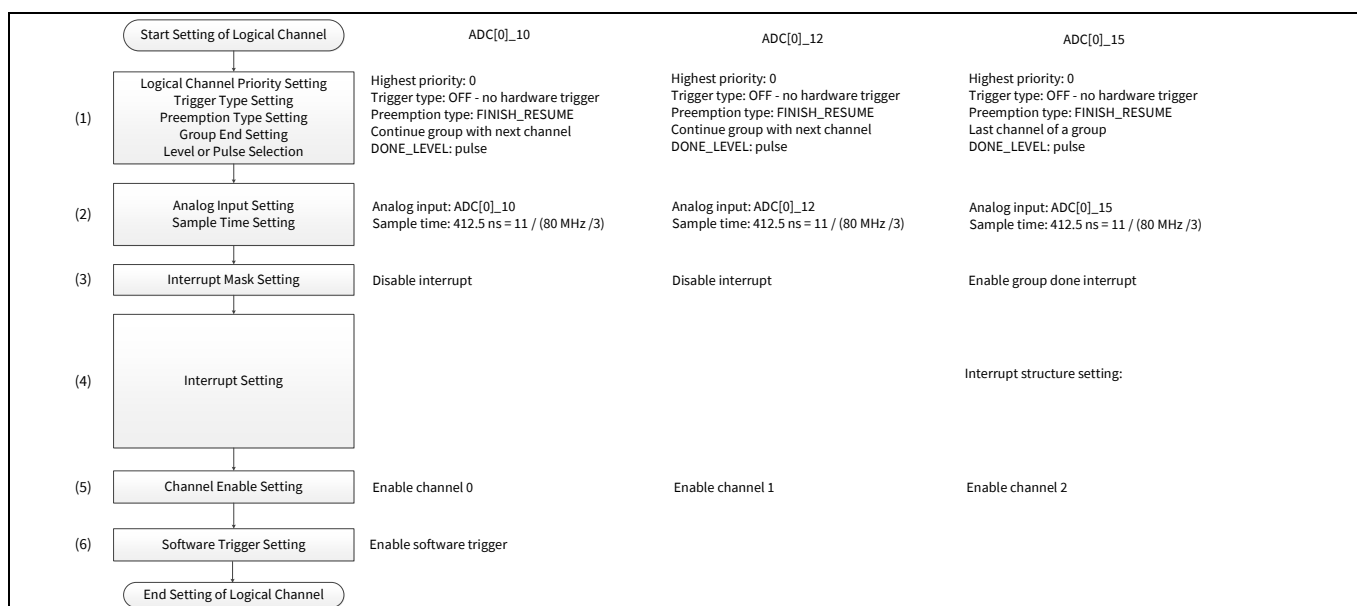 Start Setting of Logical Channel
ADC[0]_10
ADC[0]_12
ADC[0]_15
(1)
Logical Channel Priority Setting
Trigger Type Setting
Preemption Type Setting
Group End Setting
Level or Pulse Selection
Highest priority: 0
Trigger type: OFF - no hardware trigger
Preemption type: FINISH_RESUME
Continue group with next channel
DONE_LEVEL: pulse
Highest priority: 0
Trigger type: OFF - no hardware trigger
Preemption type: FINISH_RESUME
Continue group with next channel
DONE_LEVEL: pulse
Highest priority: 0
Trigger type: OFF - no hardware trigger
Preemption type: FINISH_RESUME
Last channel of a group
DONE_LEVEL: pulse
(2)
Analog Input Setting
Sample Time Setting
Analog input: ADC[0]_10
Sample time: 412.5 ns = 11 / (80 MHz /3)
Analog input: ADC[0]_12
Sample time: 412.5 ns = 11 / (80 MHz /3)
Analog input: ADC[0]_15
Sample time: 412.5 ns = 11 / (80 MHz /3)
(3)
Interrupt Mask Setting
Disable interrupt
Disable interrupt
Enable group done interrupt
(4)
Interrupt Setting
Interrupt structure setting:
(5)
Channel Enable Setting
Enable channel 0
Enable channel 1
Enable channel 2
(6)
Software Trigger Setting
Enable software trigger
End Setting of Logical Channel